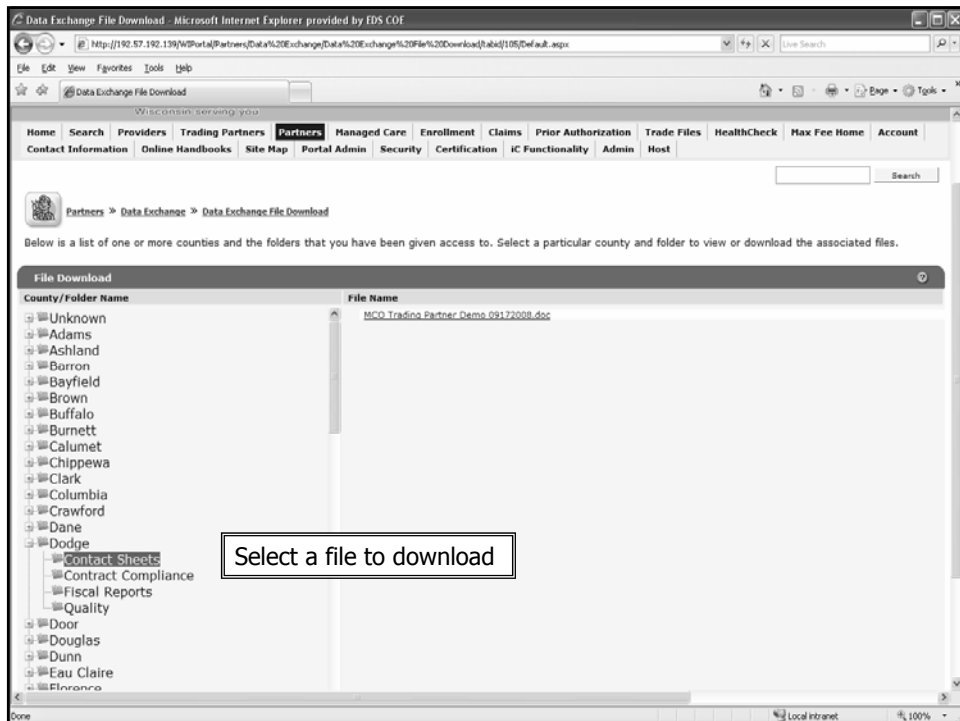 Data Exchange File Download - Microsoft Internet Explorer provided by EDS COE
http://192.57.192.139/WIPortal/Partners/Data%20Exchange/Data%20Exchange%20File%20Download/tabid/105/Default.aspx
Live Search
File Edit View Favorites Tools Help
Data Exchange File Download
Page Tools
Wisconsin serving you
Home Search Providers Trading Partners Partners Managed Care Enrollment Claims Prior Authorization Trade Files HealthCheck Max Fee Home Account
Contact Information Online Handbooks Site Map Portal Admin Security Certification iC Functionality Admin Host
Search
Partners » Data Exchange » Data Exchange File Download
Below is a list of one or more counties and the folders that you have been given access to. Select a particular county and folder to view or download the associated files.
File Download
County/Folder Name File Name
MCO Trading Partner Demo 09172008.doc
Unknown
Adams
Ashland
Barron
Bayfield
Brown
Buffalo
Burnett
Calumet
Chippewa
Clark
Columbia
Crawford
Dane
Dodge
Contact Sheets
Select a file to download
Contract Compliance
Fiscal Reports
Quality
Door
Douglas
Dunn
Eau Claire
Florence
Done Local intranet 100%